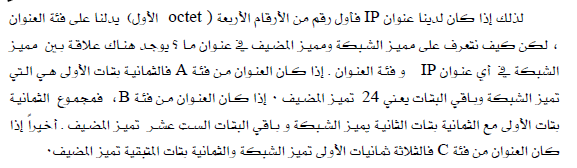 لذلك إذا كان لدينا عنوان IP فأول رقم من الأرقام الأربعة ( octet الأول) يدلنا على فئة العنوان
، لكن كيف نتعرف على مميز الشبكة ومميز المضيف في عنوان ما ؟ يوجد هناك علاقة بين مميز
الشبكة في أي عنوان IP و فئة العنوان . إذا كان العنوان من فئة A فالثمانية بتات الأولى هي التي
تميز الشبكة وباقي البتات يعني 24 تميز المضيف . إذا كان العنوان من فئة B، فمجموع الثمانية
بتات الأولى مع الثمانية بتات الثانية يميز الشبكة و باقي البتات الست عشر تميز المضيف . أخيراً إذا
كان العنوان من فئة C فالثلاثة ثمانيات الأولى تميز الشبكة والثمانية بتات المتبقية تميز المضيف.